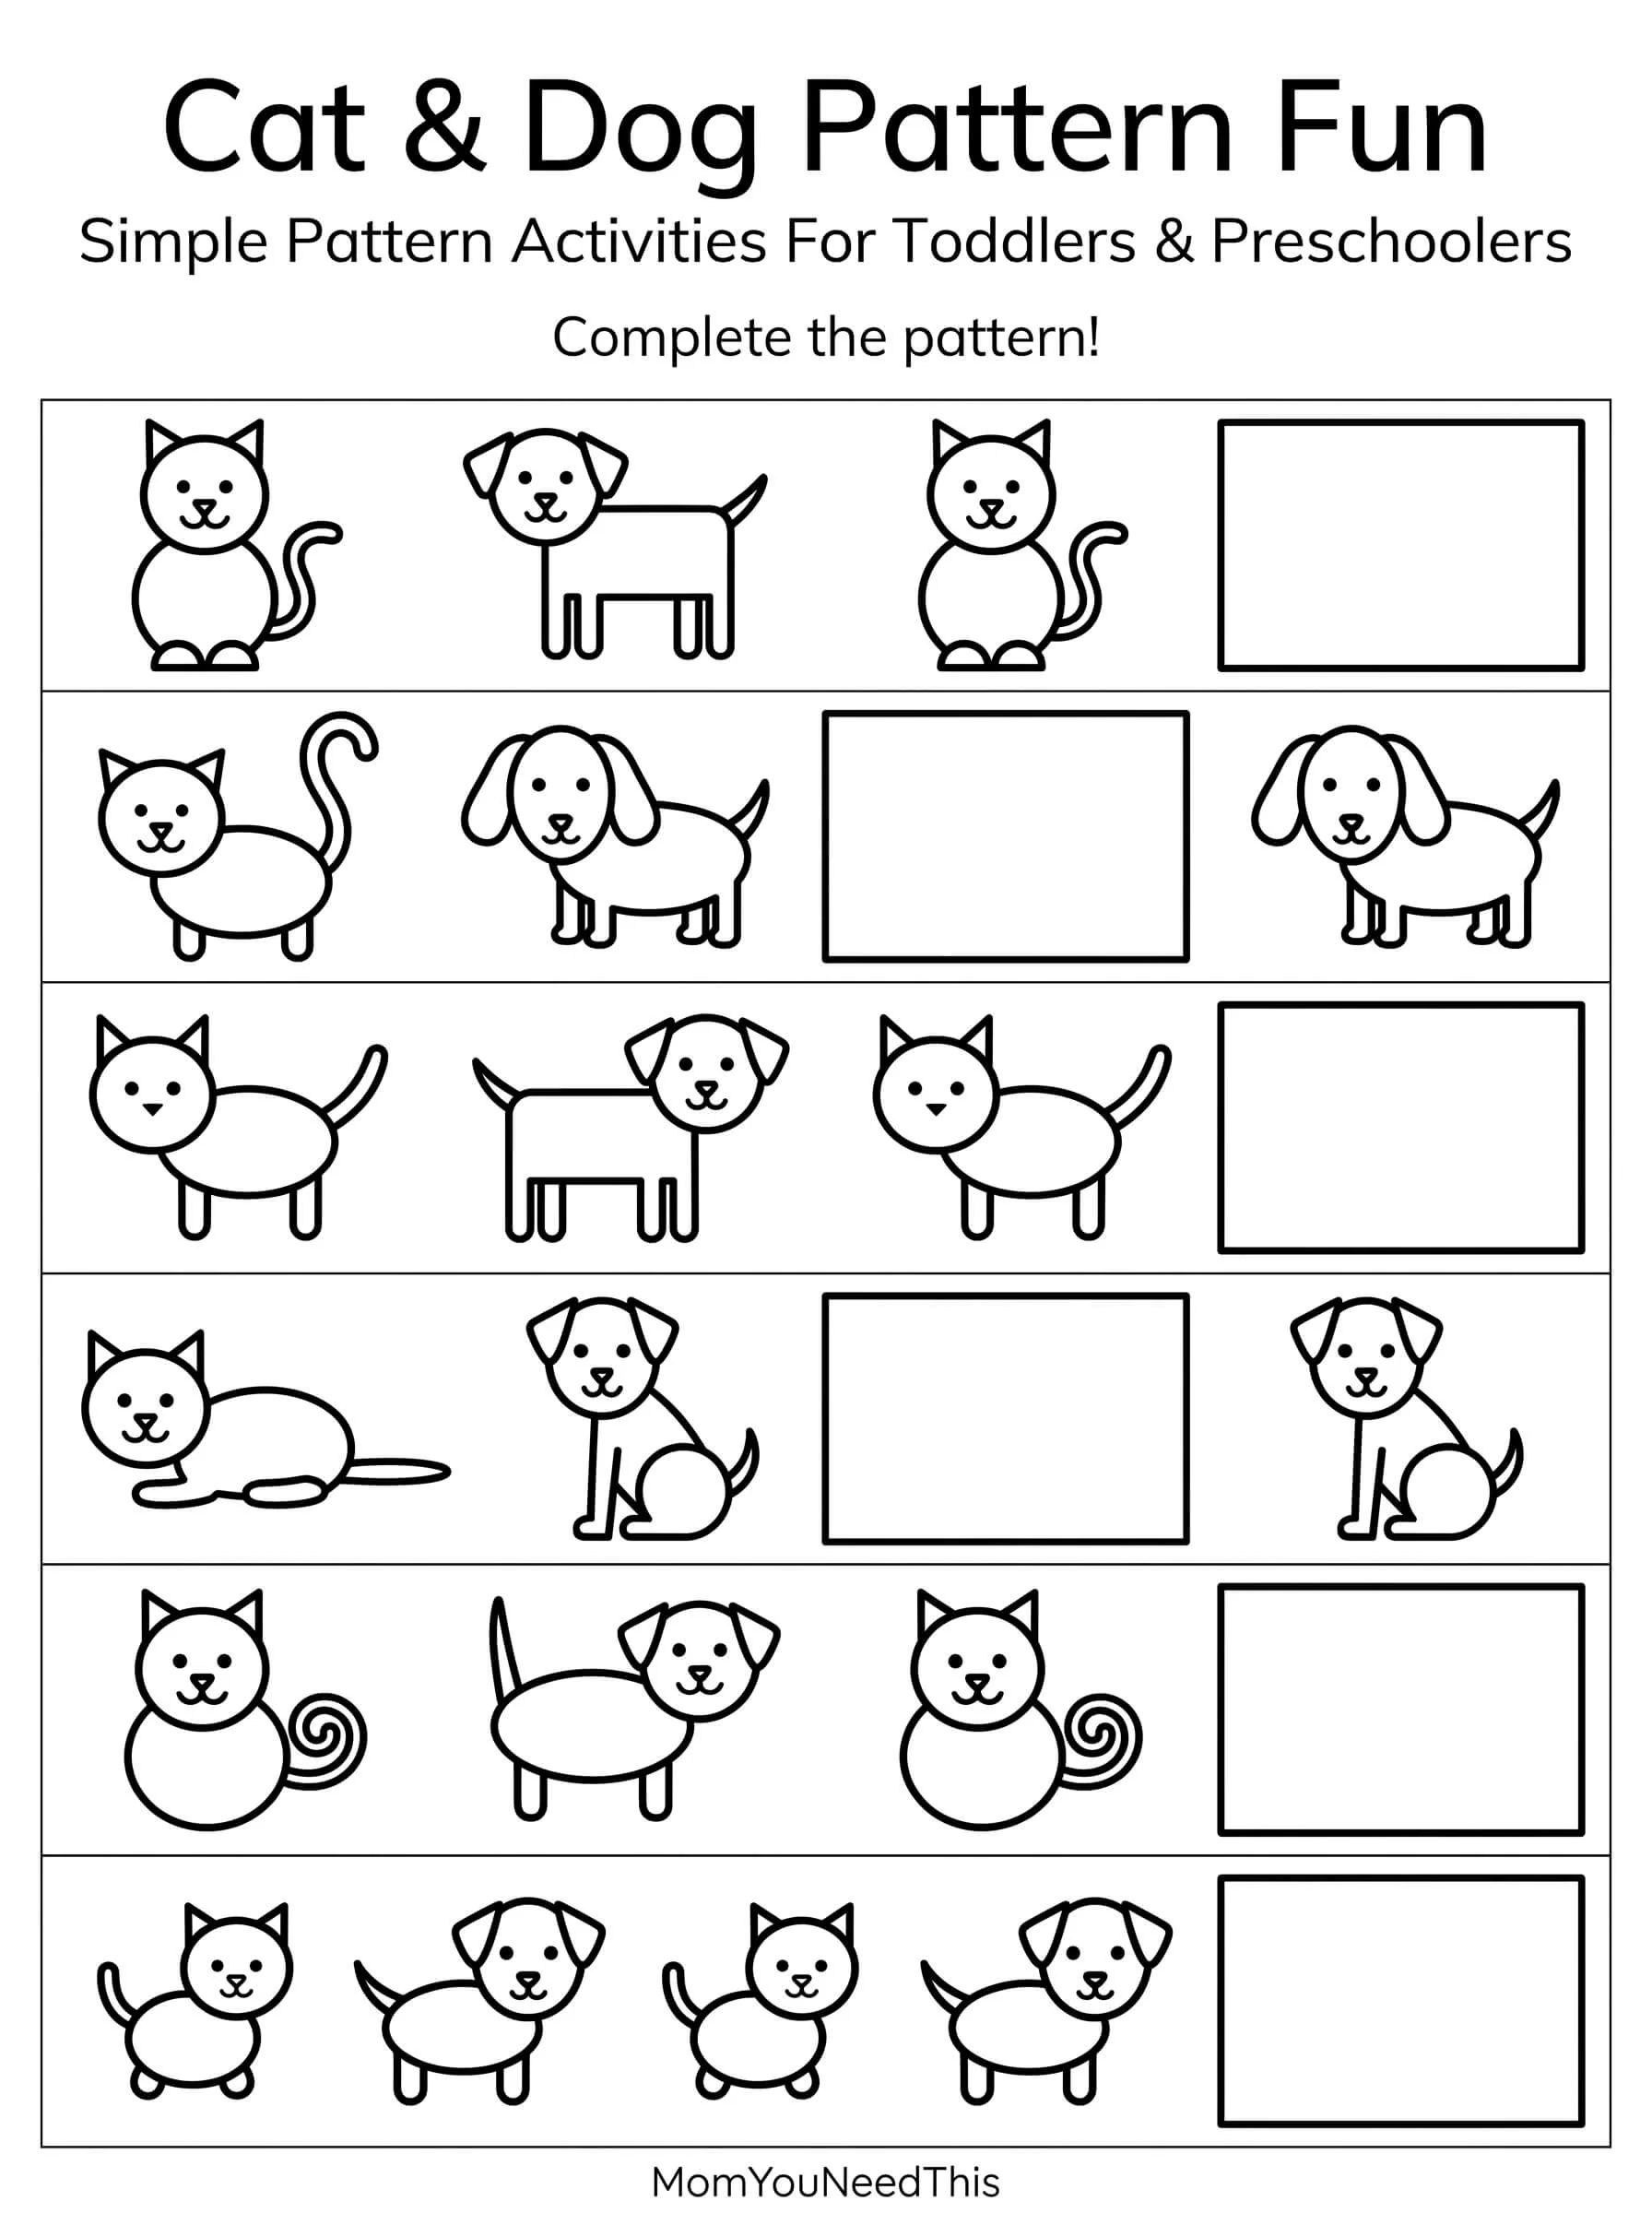 Cat & Dog Pattern Fun
Simple Pattern Activities For Toddlers & Preschoolers
Complete the pattern!
MomYouNeedThis